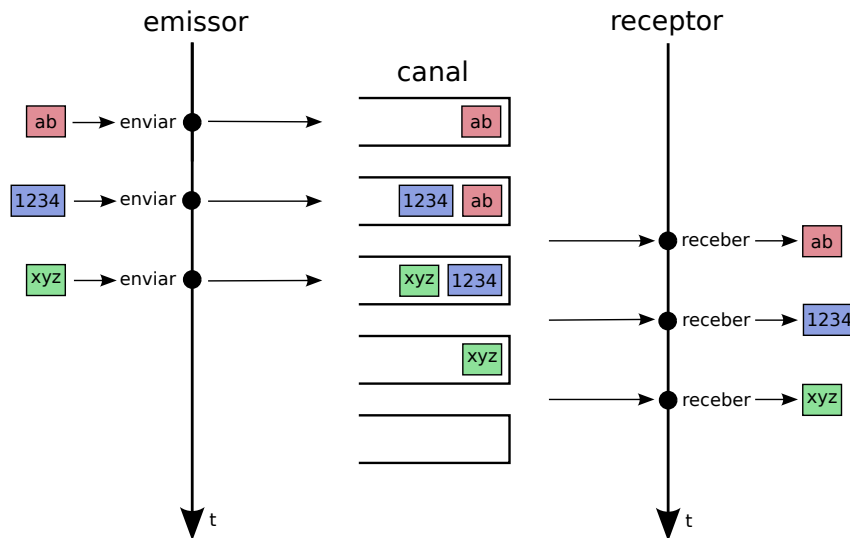 emissor
receptor
canal
ab enviar ab
1234 enviar 1234 ab
receber ab
xyz enviar xyz 1234
receber 1234
xyz
receber xyz
t
t